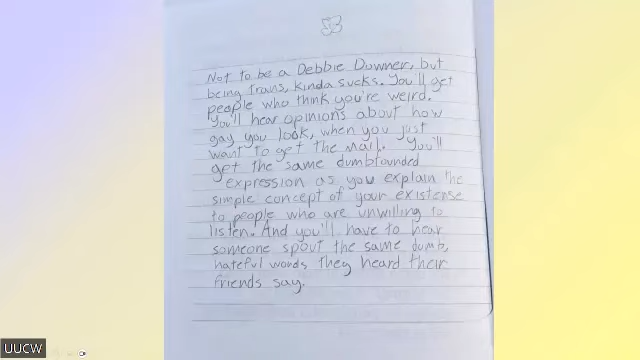 Not to be a Debbie Downer, but
being trans, kinda sucks. You'll get
people who think you're weird.
You'll hear opinions about how
gay you look, when you just
want to get the mail. You'll
get the same dumbfounded
expression as you explain the
simple concept of your existense
to people who are unwilling to
listen. And you'll have to hear
someone spout the same dumb,
hateful words they heard their
friends say.
UUCW